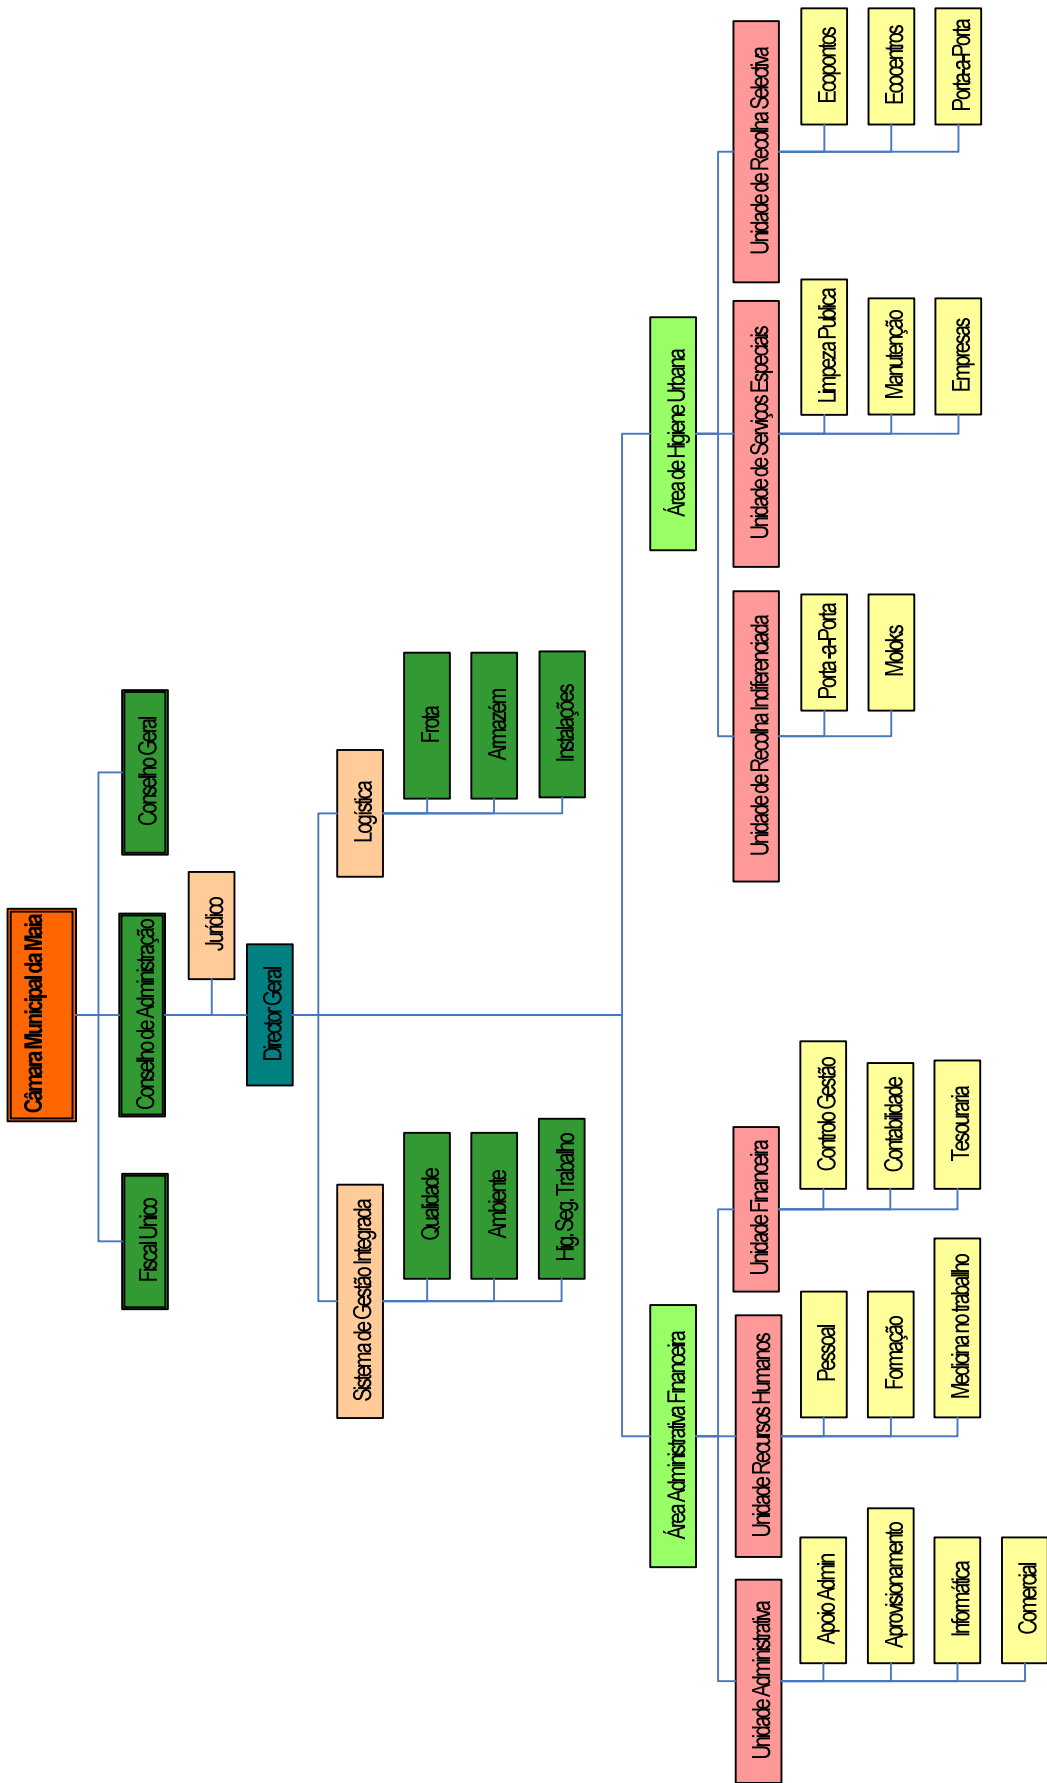 Câmara Municipal da Maia
Fiscal Unico
Conselho de Administração
Conselho Geral
Jurídico
Director Geral
Sistema de Gestão Integrada
Qualidade
Ambiente
Hig. Seg. Trabalho
Logística
Frota
Armazém
Instalações
Área Administrativa Financeira
Unidade Administrativa
Apoio Admin
Aprovisionamento
Informática
Comercial
Unidade Recursos Humanos
Pessoal
Formação
Medicina no trabalho
Unidade Financeira
Controlo Gestão
Contabilidade
Tesouraria
Área de Higiene Urbana
Unidade de Recolha Indiferenciada
Porta-a-Porta
Moloks
Unidade de Serviços Especiais
Limpeza Publica
Manutenção
Empresas
Unidade de Recolha Selectiva
Ecopontos
Ecocentros
Porta-a-Porta